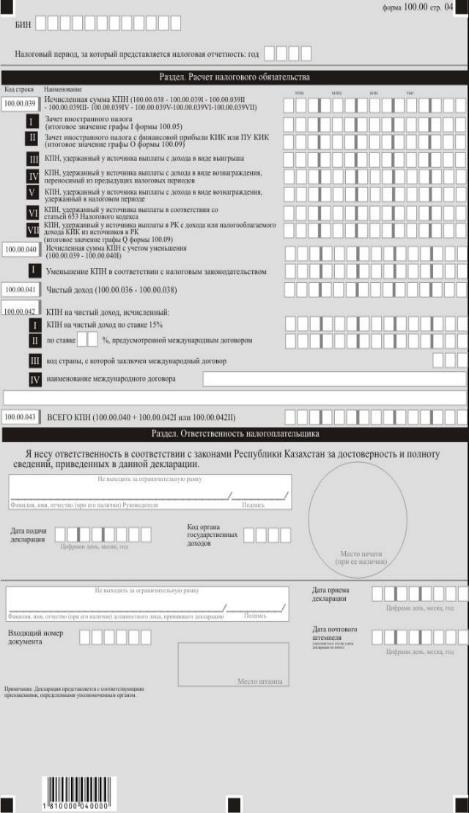 форма 100.00 стр. 04
БИН
Налоговый период, за который представляется налоговая отчетность: год
Раздел. Расчет налогового обязательства
Код строки Наименование
100.00.039 Исчисленная сумма КПН (100.00.038 - 100.00.039I - 100.00.039II
- 100.00.039III- 100.00.039IV - 100.00.039V-100.00.039VI-100.00.039VII)
I Зачет иностранного налога
(итоговое значение графы I формы 100.05)
II Зачет иностранного налога с финансовой прибыли КИК или ПУ КИК
(итоговое значение графы O формы 100.09)
III КПН, удержанный у источника выплаты с дохода в виде выигрыша
IV КПН, удержанный у источника выплаты с дохода в виде вознаграждения,
перенесенный из предыдущих налоговых периодов
V КПН, удержанный у источника выплаты с дохода в виде вознаграждения,
удержанный в налоговом периоде
VI КПН, удержанный у источника выплаты в соответствии со
статьей 653 Налогового кодекса
VII КПН, удержанный у источника выплаты в РК с дохода или налогооблагаемого
дохода КИК из источников в РК
(итоговое значение графы Q формы 100.09)
100.00.040 Исчисленная сумма КПН с учетом уменьшения
(100.00.039 - 100.00.040I)
I Уменьшение КПН в соответствии с налоговым законодательством
100.00.041 Чистый доход (100.00.036 - 100.00.038)
100.00.042 КПН на чистый доход, исчисленный:
I КПН на чистый доход по ставке 15%
II по ставке %, предусмотренной международным договором
III код страны, с которой заключен международный договор
IV наименование международного договора
100.00.043 ВСЕГО КПН (100.00.040 + 100.00.042I или 100.00.042II)
Раздел. Ответственность налогоплательщика
Я несу ответственность в соответствии с законами Республики Казахстан за достоверность и полноту
сведений, приведенных в данной декларации.
Не выходить за ограничительную рамку
Фамилия, имя, отчество (при его наличии) Руководителя Подпись
Дата подачи
декларации
Цифрами день, месяц, год
Код органа
государственных
доходов
Место печати
(при ее наличии)
Не выходить за ограничительную рамку
Фамилия, имя, отчество (при его наличии) должностного лица, принявшего декларацию Подпись
Дата приема
декларации
Цифрами день, месяц, год
Входящий номер
документа
Дата почтового
штемпеля
Цифрами день, месяц, год
Место штампа
Примечание. Декларация представляется с соответствующими
приложениями, определенными уполномоченным органом.
1 810000 040000